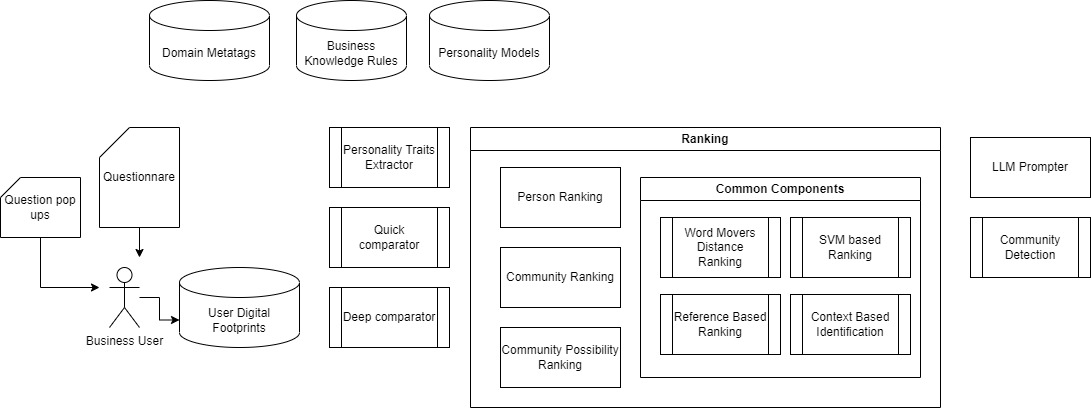 Domain Metatags
Business
Knowledge Rules
Personality Models
Question pop
ups
Questionnare
Business User
User Digital
Footprints
Personality Traits
Extractor
Quick
comparator
Deep comparator
Ranking
Person Ranking
Community Ranking
Community Possibility
Ranking
Common Components
Word Movers
Distance
Ranking
SVM based
Ranking
Reference Based
Ranking
Context Based
Identification
LLM Prompter
Community
Detection